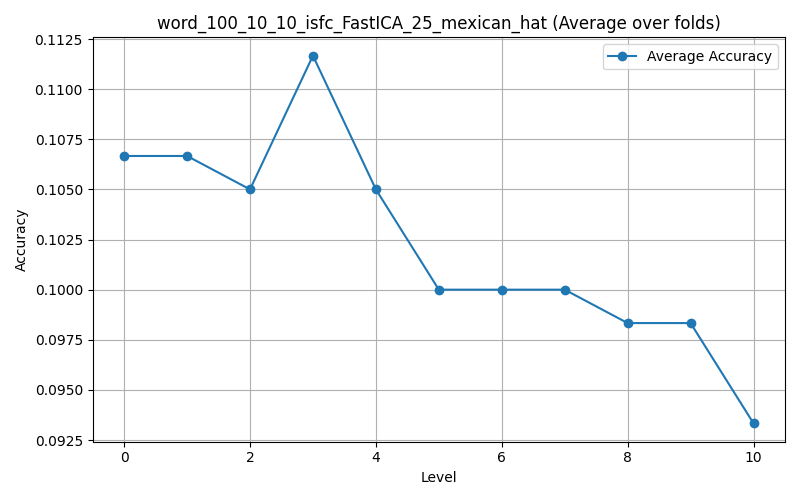 word_100_10_10_isfc_FastICA_25_mexican_hat (Average over folds)
Average Accuracy
0.1125
0.1100
0.1075
0.1050
0.1025
0.1000
0.0975
0.0950
0.0925
Accuracy
0 2 4 6 8 10
Level